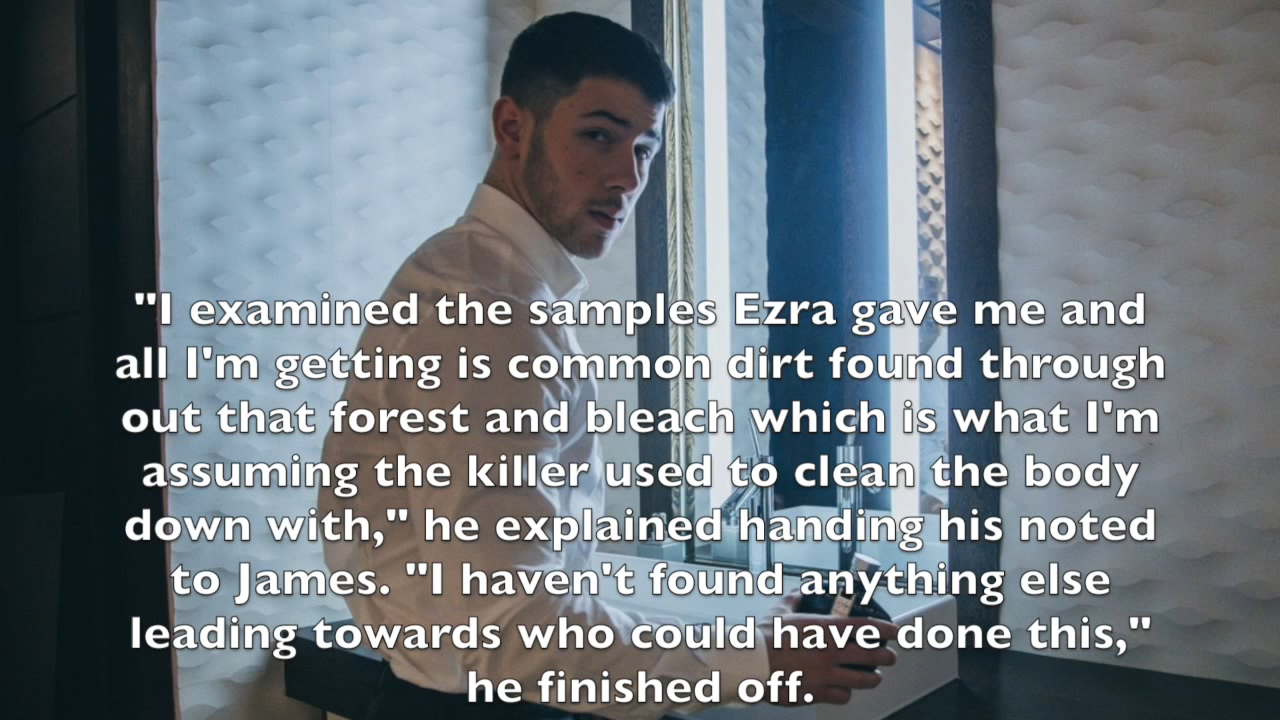 "I examined the samples Ezra gave me and
all I'm getting is common dirt found through
out that forest and bleach which is what I'm
assuming the killer used to clean the body
down with," he explained handing his noted
to James. "I haven't found anything else
leading towards who could have done this,"
he finished off.